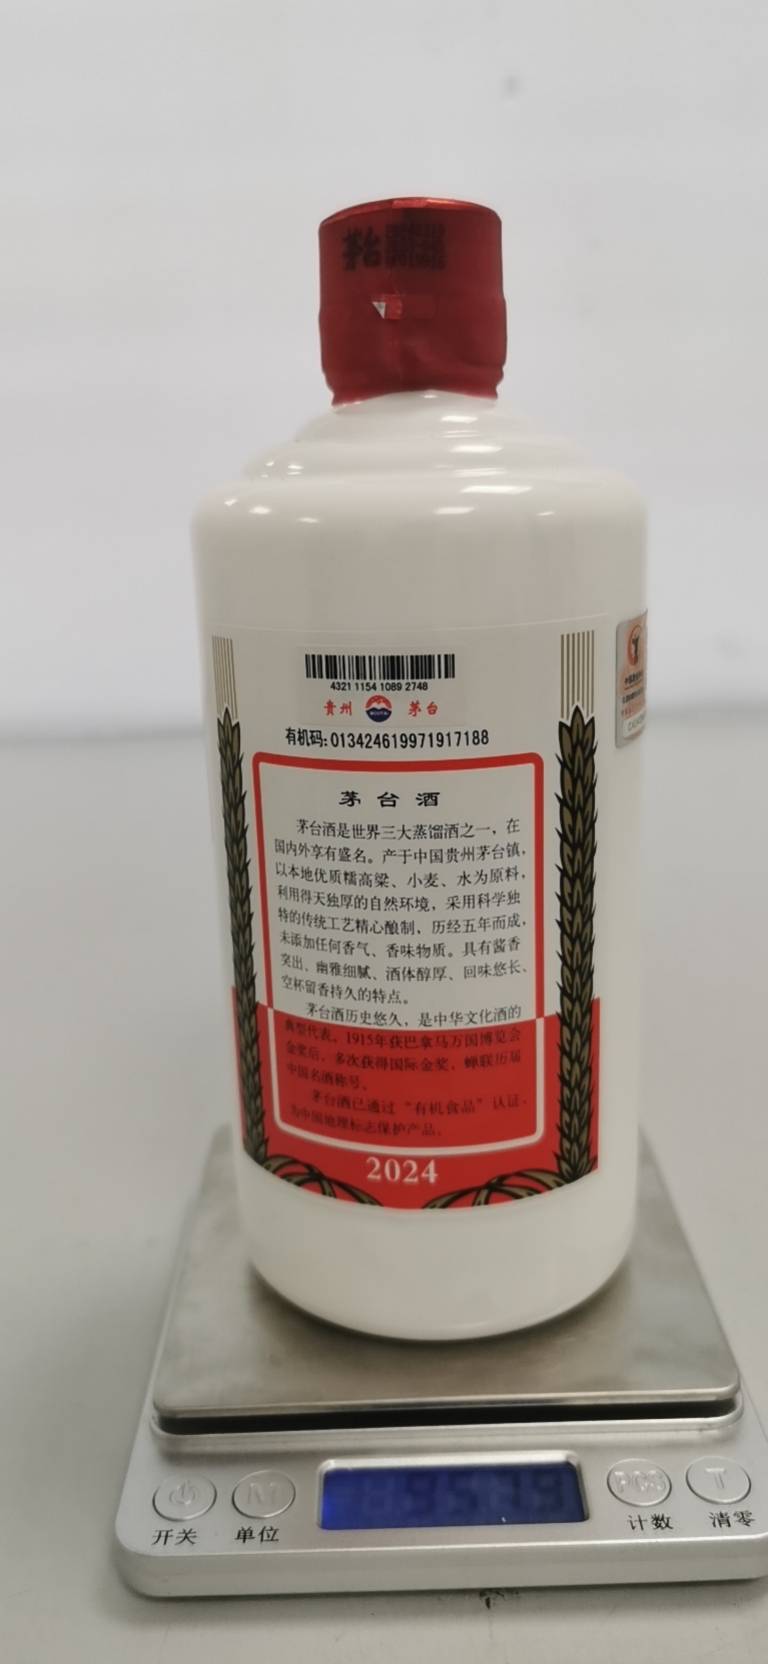 茅台
4321 1154 1089 2748
贵州 茅台
有机码:013424619971917188
茅台酒
茅台酒是世界三大蒸馏酒之一，在
国内外享有盛名。产于中国贵州茅台镇，
以本地优质糯高粱、小麦、水为原料，
利用得天独厚的自然环境，采用科学独
特的传统工艺精心酿制，历经五年而成，
未添加任何香气、香味物质。具有酱香
突出、幽雅细腻、酒体醇厚、回味悠长、
空杯留香持久的特点。
茅台酒历史悠久，是中华文化酒的
典型代表。1915年获巴拿马万国博览会
金奖后，多次获得国际金奖，蝉联历届
中国名酒称号。
茅台酒已通过“有机食品”认证，
为中国地理标志保护产品。
2024
M PCS T
开关 单位 计数 清零